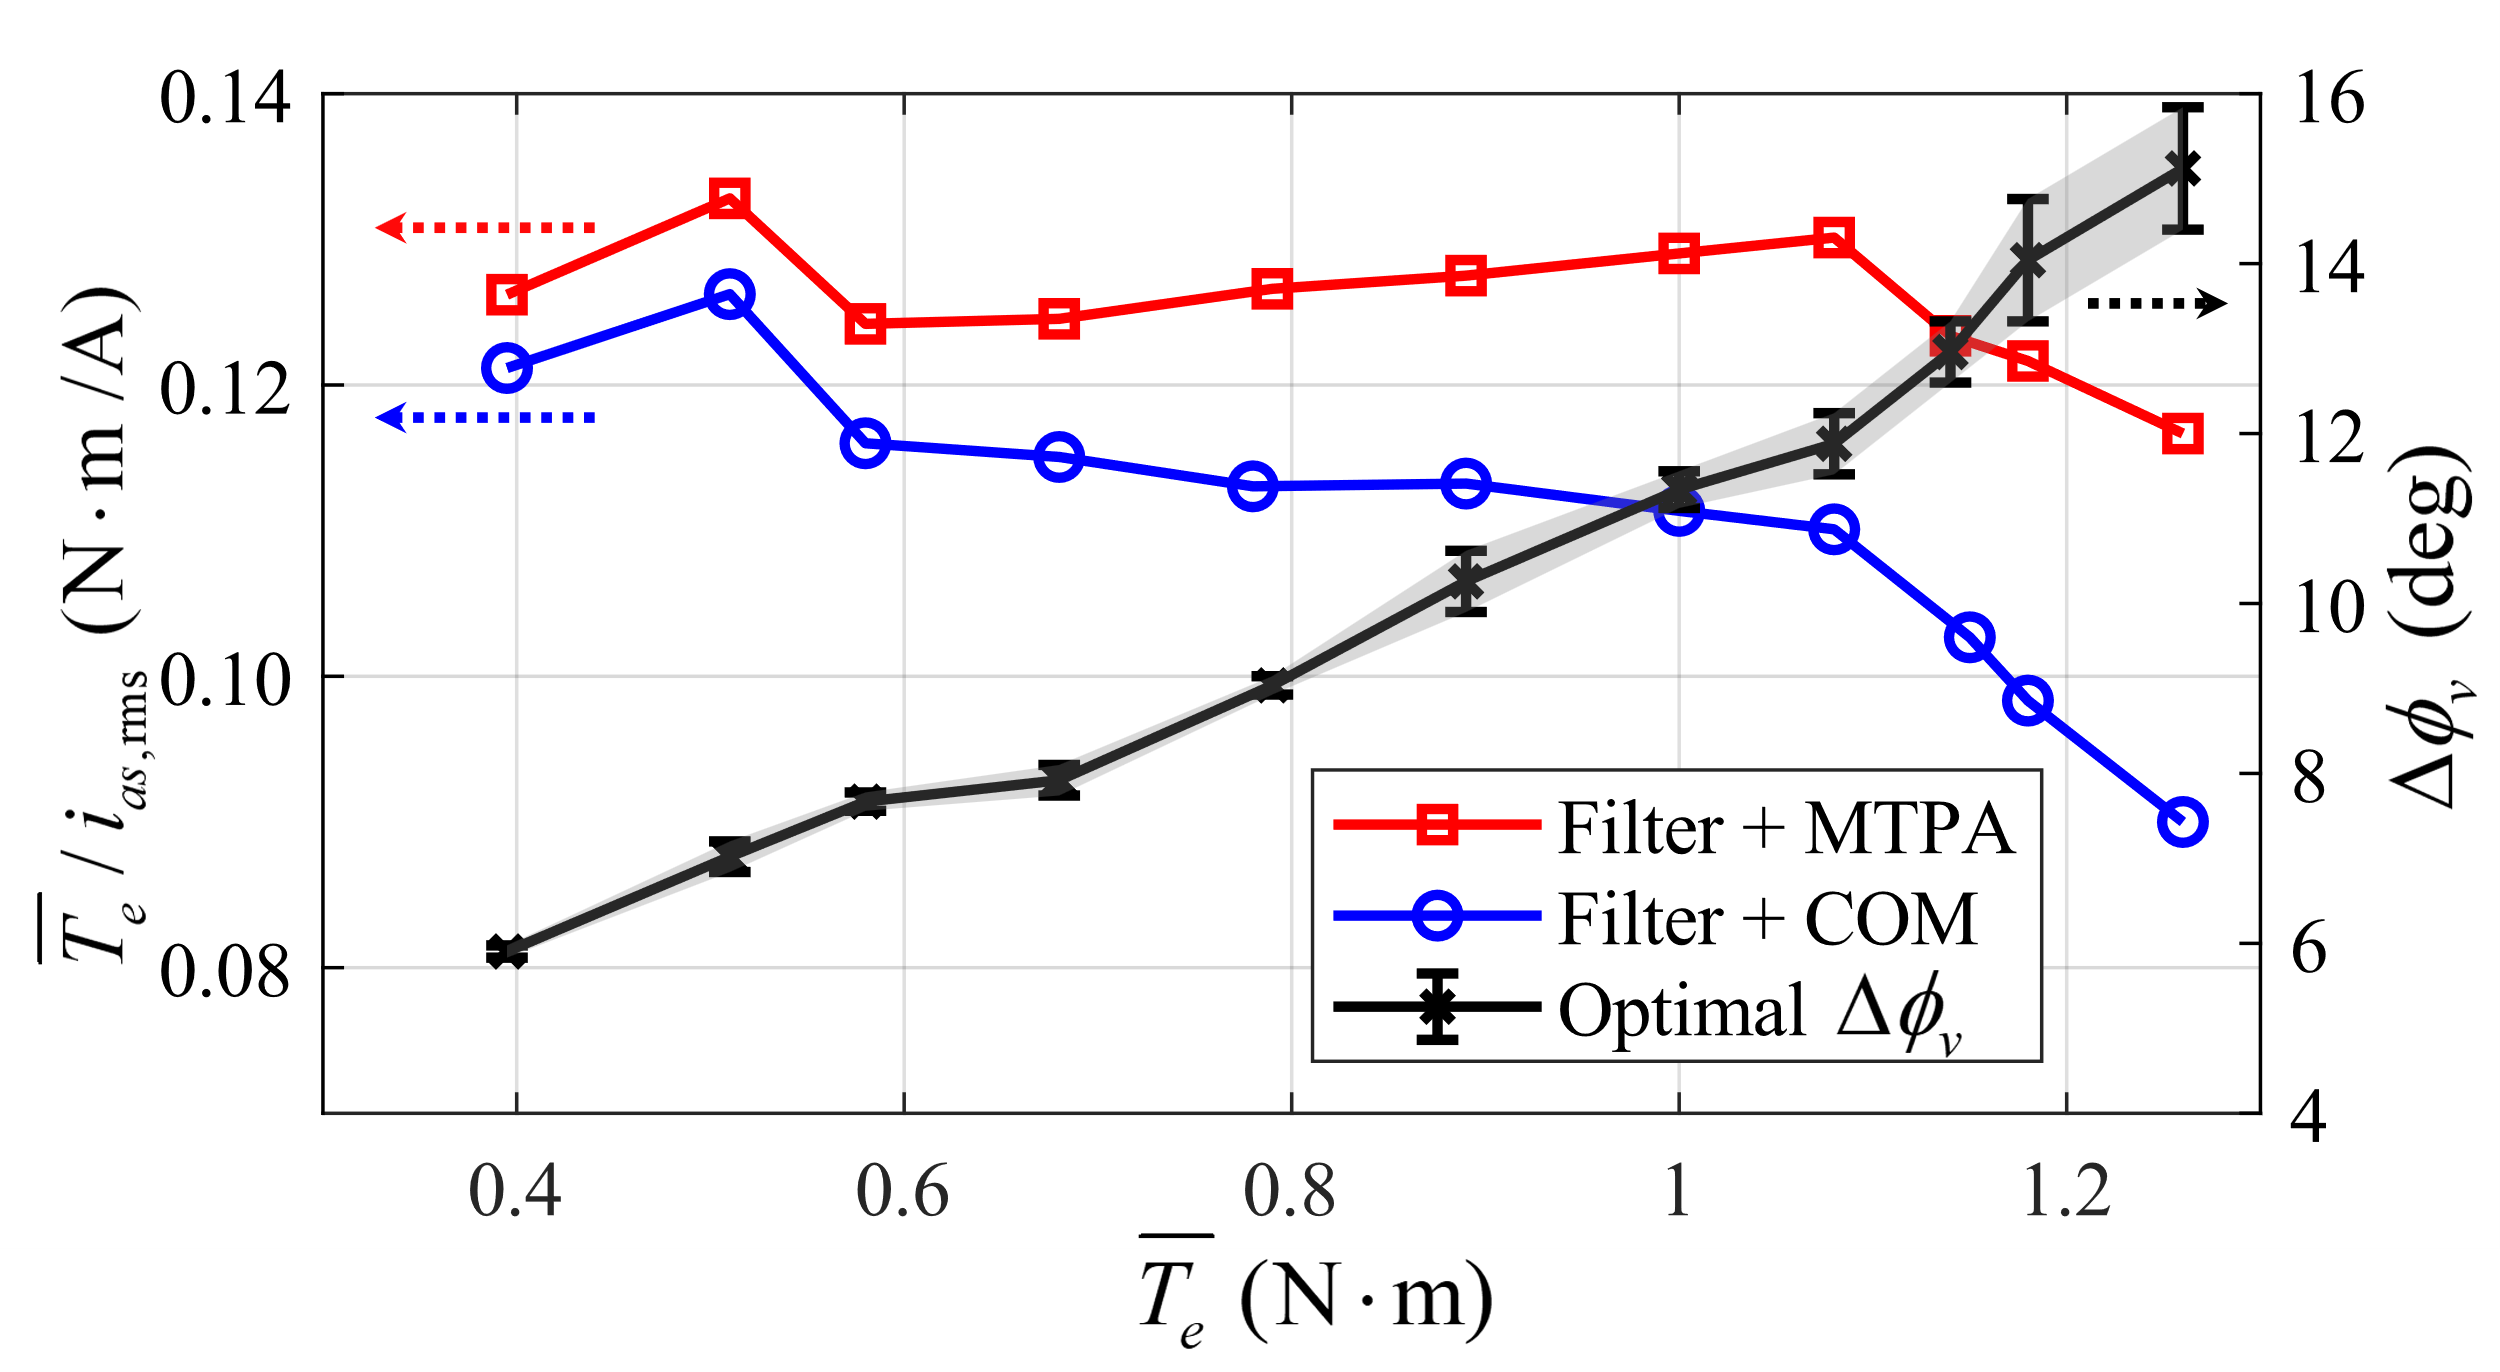 0.14
0.12
0.10
0.08
16
14
12
10
8
6
4
0.4
0.6
0.8
1
1.2
T̅e / ias,rms (N·m /A)
Δϕv (deg)
T̅e (N·m)
Filter + MTPA
Filter + COM
Optimal Δϕv